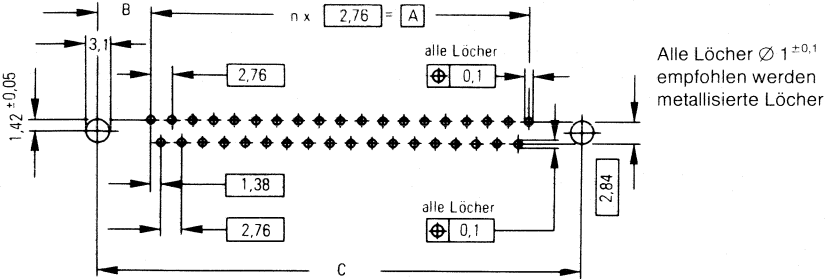 B
n x 2,76 = A
3,1
alle Löcher
2,76
⌖ 0,1
Alle Löcher ∅ 1 ±0,1
empfohlen werden
metallisierte Löcher
1,42 ±0,05
1,38
2,84
alle Löcher
2,76
⌖ 0,1
C